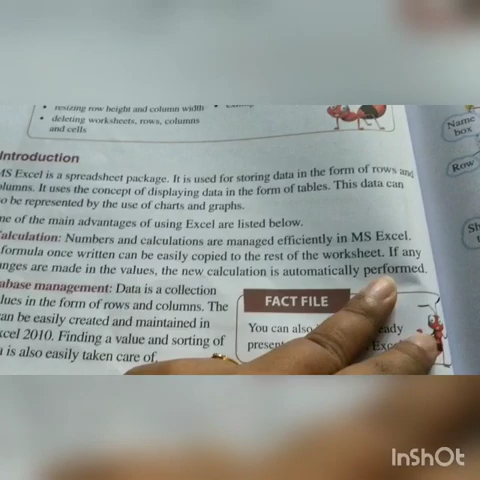 • resizing row height and column width
• deleting worksheets, rows, columns
and cells
Introduction
MS Excel is a spreadsheet package. It is used for storing data in the form of rows and
olumns. It uses the concept of displaying data in the form of tables. This data can
so be represented by the use of charts and graphs.
me of the main advantages of using Excel are listed below.
alculation: Numbers and calculations are managed efficiently in MS Excel.
formula once written can be easily copied to the rest of the worksheet. If any
anges are made in the values, the new calculation is automatically performed.
abase management: Data is a collection
lues in the form of rows and columns. The
can be easily created and maintained in
xcel 2010. Finding a value and sorting of
a is also easily taken care of.
FACT FILE
You can also eady
presen Exce
Name
box
Row
Sh
InShOt